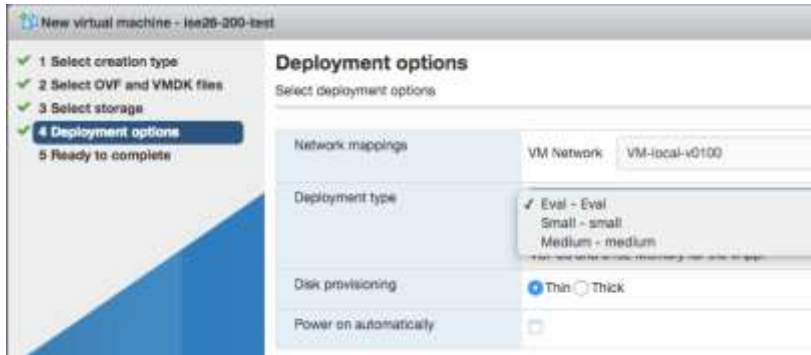 New virtual machine - ise26-200-test
1 Select creation type
2 Select OVF and VMDK files
3 Select storage
4 Deployment options
5 Ready to complete
Deployment options
Select deployment options
Network mappings
VM Network VM-local-v0100
Deployment type
✓ Eval - Eval
Small - small
Medium - medium
Disk provisioning
Thin Thick
Power on automatically